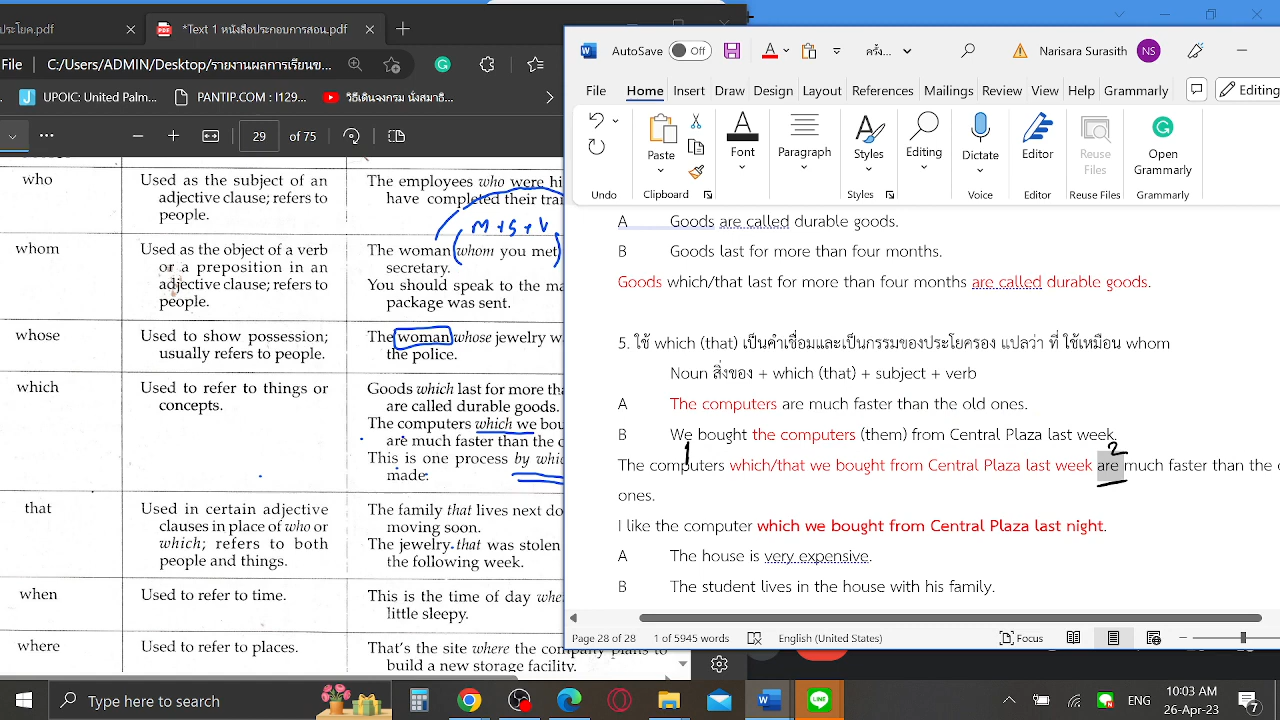 ประโยค.pdf
*Text 1 หนังสือประกอบการสอน.pdf
File C:/Users/ADMIN/Desktop/รายงานผลการเรียนข...
UPOIC: United Palm...
PANTIP.COM : I12...
29 of 75
who
Used as the subject of an
adjective clause; refers to
people.
The employees who were hi
have completed their trai
M + S + V
whom
Used as the object of a verb
or a preposition in an
adjective clause; refers to
people.
The woman (whom you met
secretary.
You should speak to the ma
package was sent.
whose
Used to show possession;
usually refers to people.
The woman whose jewelry w
the police.
which
Used to refer to things or
concepts.
Goods which last for more tha
are called durable goods.
The computers which we bou
are much faster than the o
This is one process by whic
made:
that
Used in certain adjective
clauses in place of who or
which; refers to both
people and things.
The family that lives next do
moving soon.
The jewelry that was stolen
the following week.
when
Used to refer to time.
This is the time of day whe
little sleepy.
where
Used to refer to places.
That's the site where the company plans to
build a new storage facility.
AutoSave Off
A
ครั้ง...
Narisara Surasith NS
File Home Insert Draw Design Layout References Mailings Review View Help Grammarly Editing
Paste
Font
Paragraph
Styles
Editing
Dictate
Editor
Reuse
Files
Open
Grammarly
Undo Clipboard Styles Voice Editor Reuse Files Grammarly
A Goods are called durable goods.
B Goods last for more than four months.
Goods which/that last for more than four months are called durable goods.
5. ใช้ which (that) เป็นคำเชื่อมและเป็นกรรมของประโยครอง แปลว่า ที่ ใช้เหมือน whom
Noun สิ่งของ + which (that) + subject + verb
A The computers are much faster than the old ones.
B We bought the computers (them) from Central Plaza last week
1 2
The computers which/that we bought from Central Plaza last week are much faster than the o
ones.
I like the computer which we bought from Central Plaza last night.
A The house is very expensive.
B The student lives in the house with his family.
Page 28 of 28 1 of 5945 words English (United States) Focus
Type here to search
ENG
10:03 AM
26-Apr-23
7